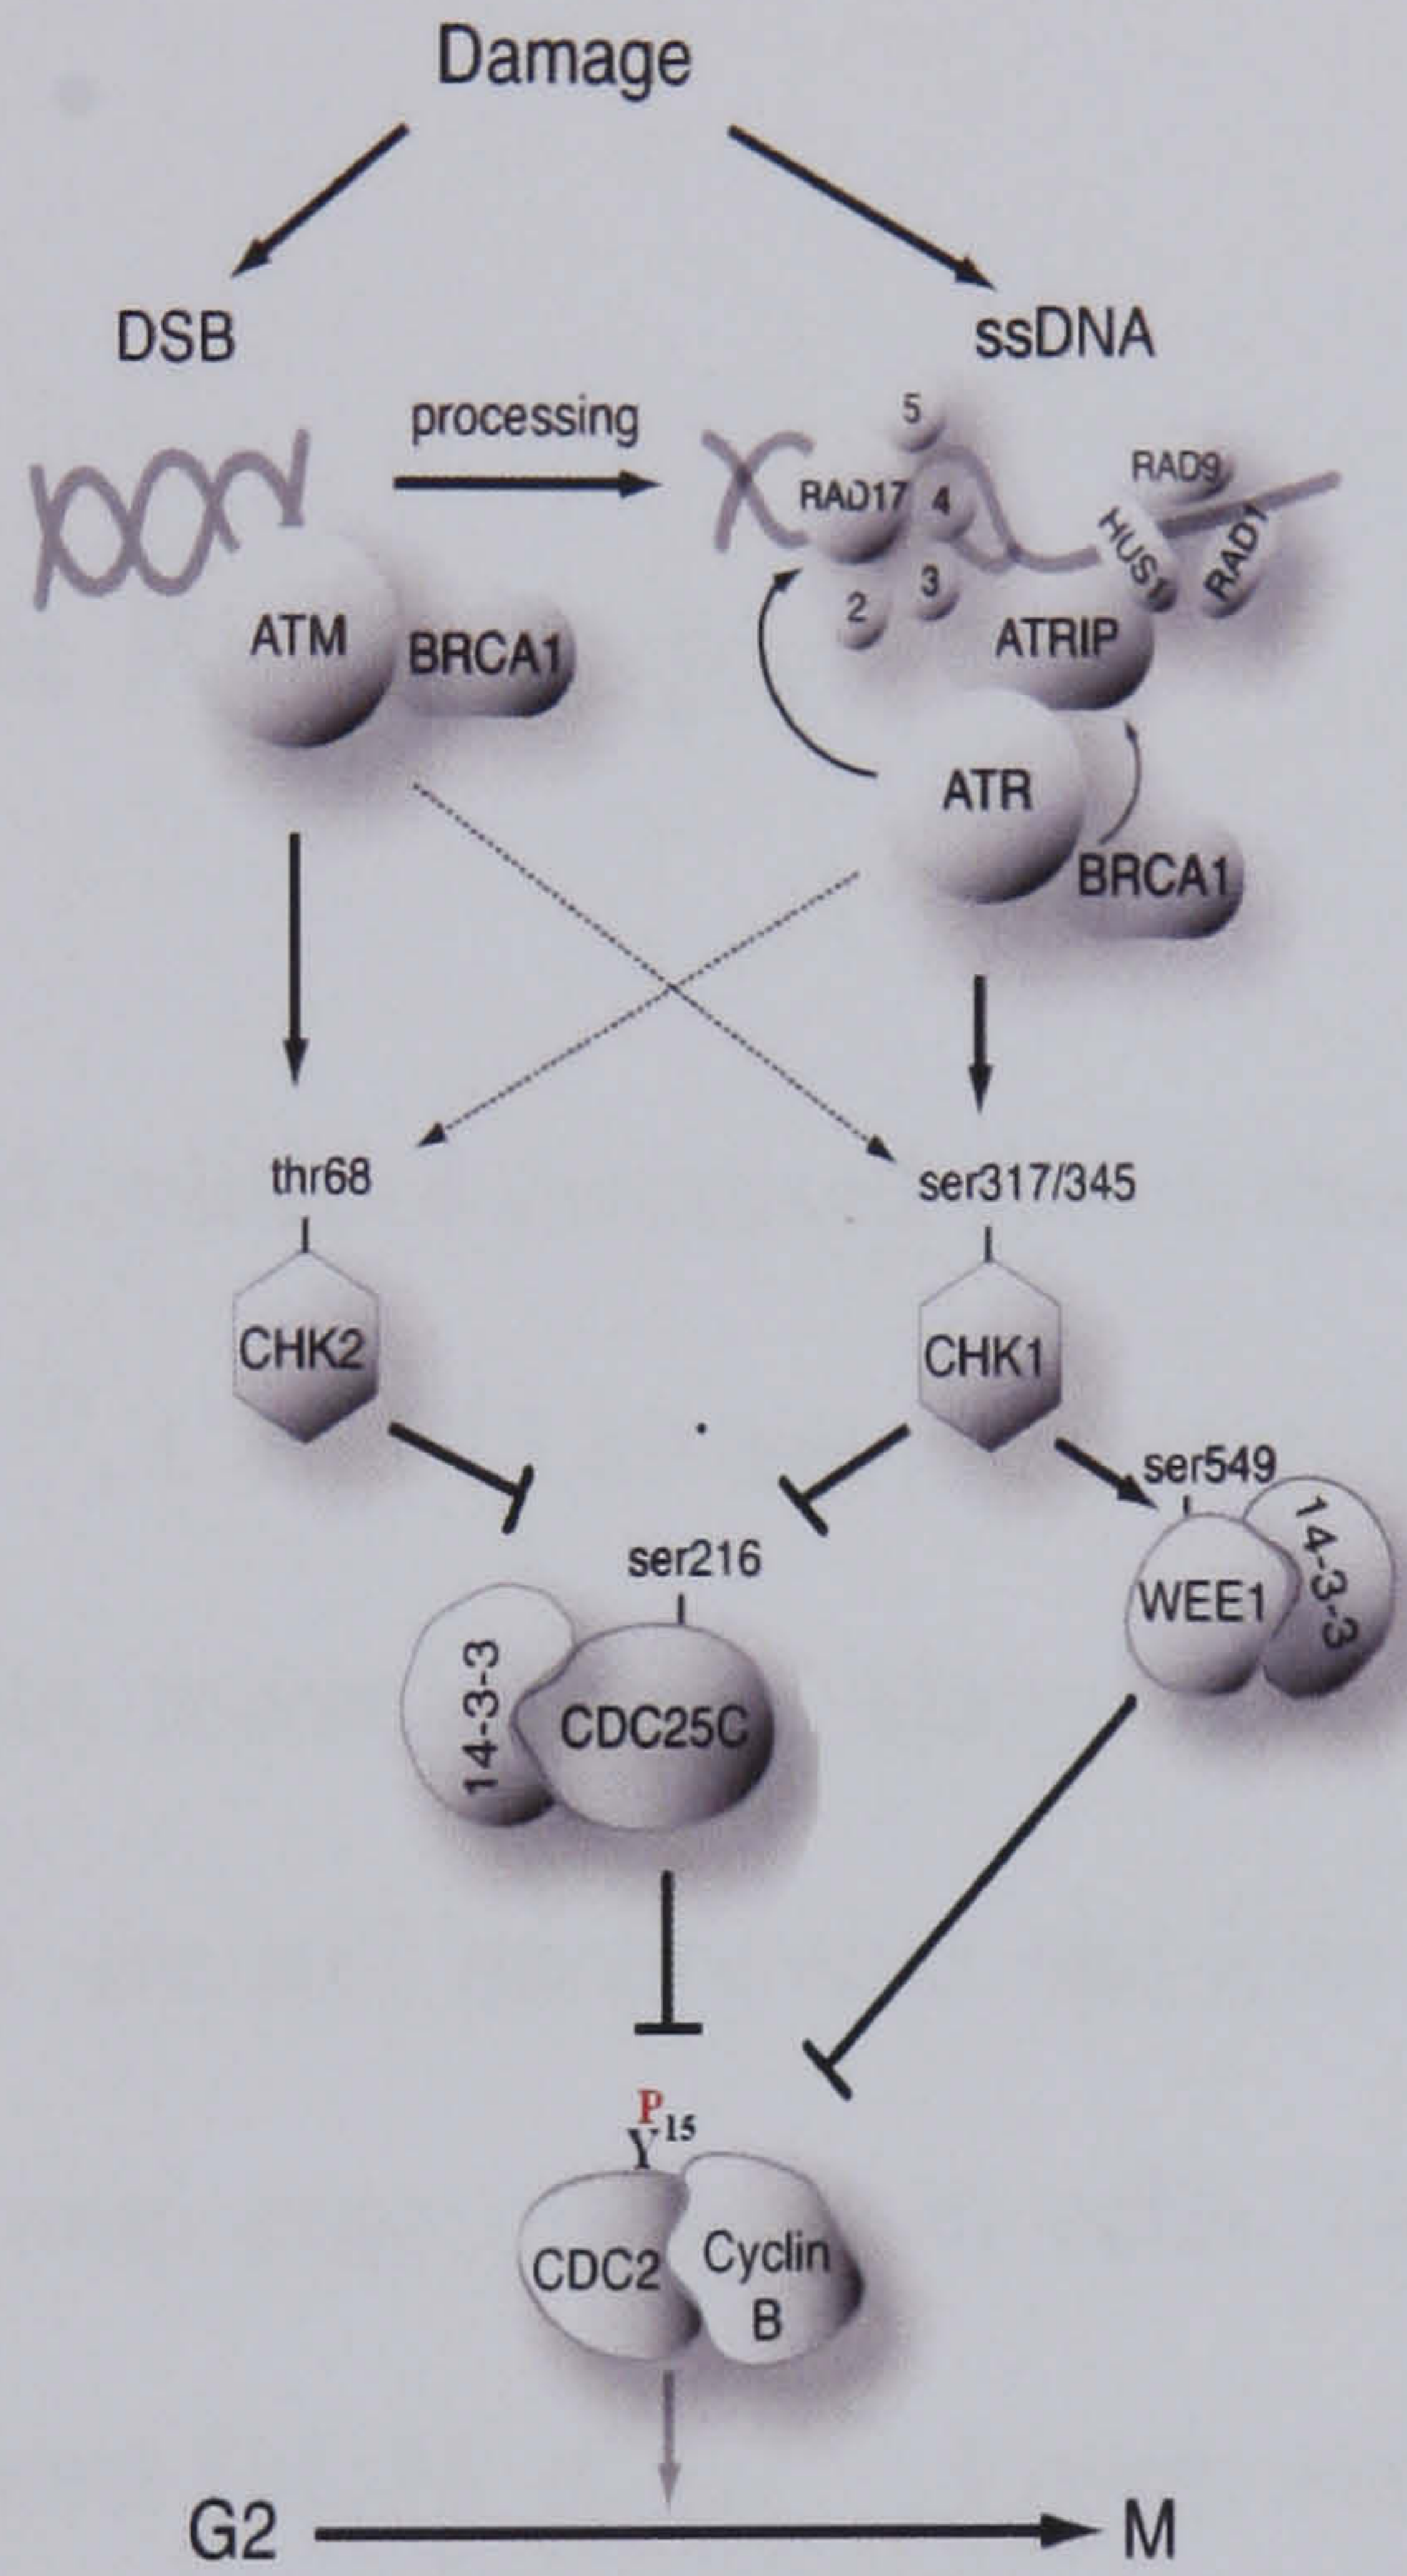 Damage
DSB
ssDNA
processing
5
RAD17
4
3
2
RAD9
HUS1
RAD1
ATM
BRCA1
ATRIP
ATR
BRCA1
thr68
ser317/345
CHK2
CHK1
ser549
WEE1
14-3-3
ser216
14-3-3
CDC25C
P
Y15
CDC2
Cyclin
B
G2
M